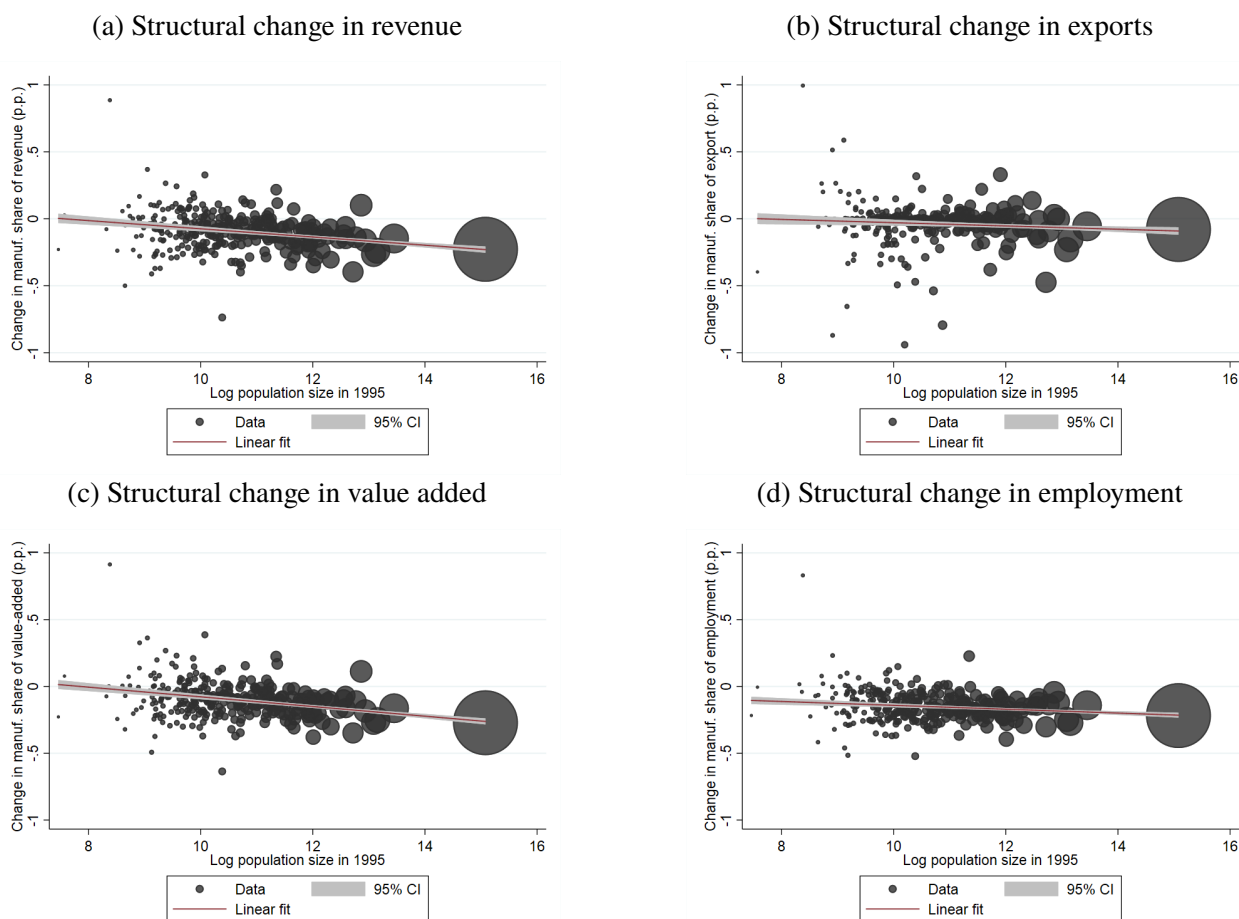 (a) Structural change in revenue
Change in manuf. share of revenue (p.p.)
1
.5
0
-.5
-1
8 10 12 14 16
Log population size in 1995
Data 95% CI
Linear fit
(b) Structural change in exports
Change in manuf. share of export (p.p.)
1
.5
0
-.5
-1
8 10 12 14 16
Log population size in 1995
Data 95% CI
Linear fit
(c) Structural change in value added
Change in manuf. share of value-added (p.p.)
1
.5
0
-.5
-1
8 10 12 14 16
Log population size in 1995
Data 95% CI
Linear fit
(d) Structural change in employment
Change in manuf. share of employment (p.p.)
1
.5
0
-.5
-1
8 10 12 14 16
Log population size in 1995
Data 95% CI
Linear fit